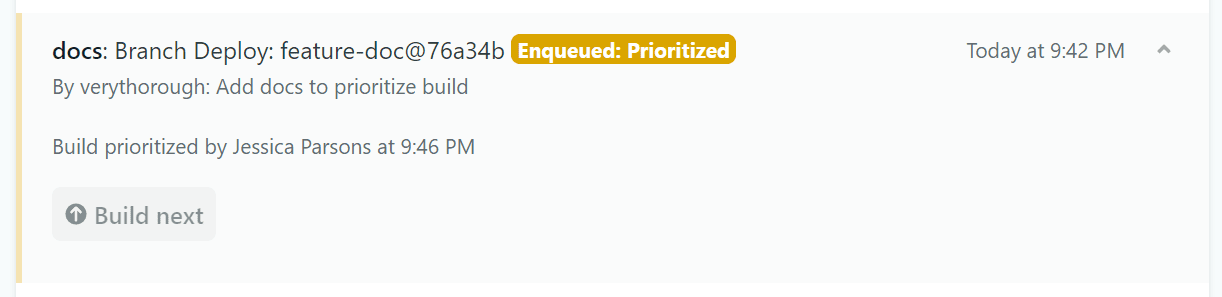 docs: Branch Deploy: feature-doc@76a34b Enqueued: Prioritized Today at 9:42 PM
By verythorough: Add docs to prioritize build
Build prioritized by Jessica Parsons at 9:46 PM
Build next